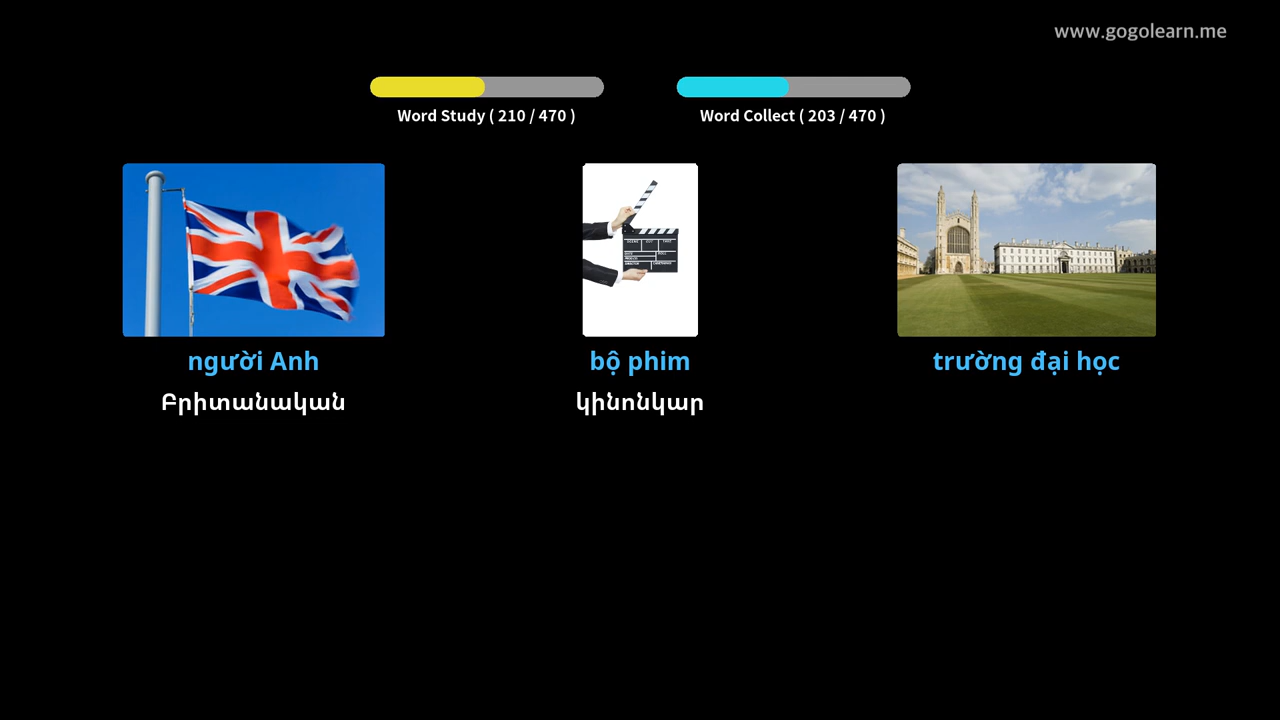 www.gogolearn.me
Word Study ( 210 / 470 )
Word Collect ( 203 / 470 )
người Anh
bộ phim
trường đại học
Բրիտանական
կինոնկար